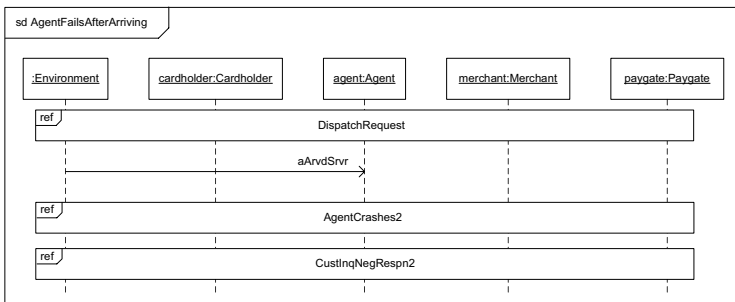 sd AgentFailsAfterArriving
:Environment
cardholder:Cardholder
agent:Agent
merchant:Merchant
paygate:Paygate
ref
DispatchRequest
aArvdSrvr
ref
AgentCrashes2
ref
CustInqNegRespn2